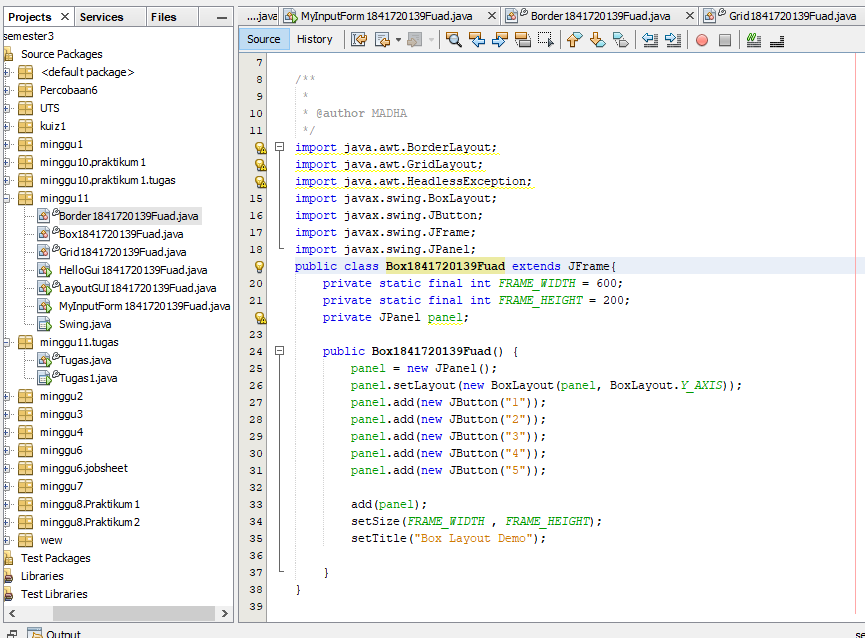 Projects
Services
Files
semester3
Source Packages
<default package>
Percobaan6
UTS
kuiz1
minggu1
minggu10.praktikum1
minggu10.praktikum1.tugas
minggu11
Border1841720139Fuad.java
Box1841720139Fuad.java
Grid1841720139Fuad.java
HelloGui1841720139Fuad.java
LayoutGUI1841720139Fuad.java
MyInputForm1841720139Fuad.java
Swing.java
minggu11.tugas
Tugas.java
Tugas1.java
minggu2
minggu3
minggu4
minggu6
minggu6.jobsheet
minggu7
minggu8.Praktikum1
minggu8.Praktikum2
wew
Test Packages
Libraries
Test Libraries
Output
....java
MyInputForm1841720139Fuad.java
Border1841720139Fuad.java
Grid1841720139Fuad.java
Source
History
7
8 /**
9 *
10 * @author MADHA
11 */
import java.awt.BorderLayout;
import java.awt.GridLayout;
import java.awt.HeadlessException;
15 import javax.swing.BoxLayout;
16 import javax.swing.JButton;
17 import javax.swing.JFrame;
18 import javax.swing.JPanel;
public class Box1841720139Fuad extends JFrame{
20 private static final int FRAME_WIDTH = 600;
21 private static final int FRAME_HEIGHT = 200;
private JPanel panel;
23
24 public Box1841720139Fuad() {
25 panel = new JPanel();
26 panel.setLayout(new BoxLayout(panel, BoxLayout.Y_AXIS));
27 panel.add(new JButton("1"));
28 panel.add(new JButton("2"));
29 panel.add(new JButton("3"));
30 panel.add(new JButton("4"));
31 panel.add(new JButton("5"));
32
33 add(panel);
34 setSize(FRAME_WIDTH , FRAME_HEIGHT);
35 setTitle("Box Layout Demo");
36
37 }
38 }
39
se